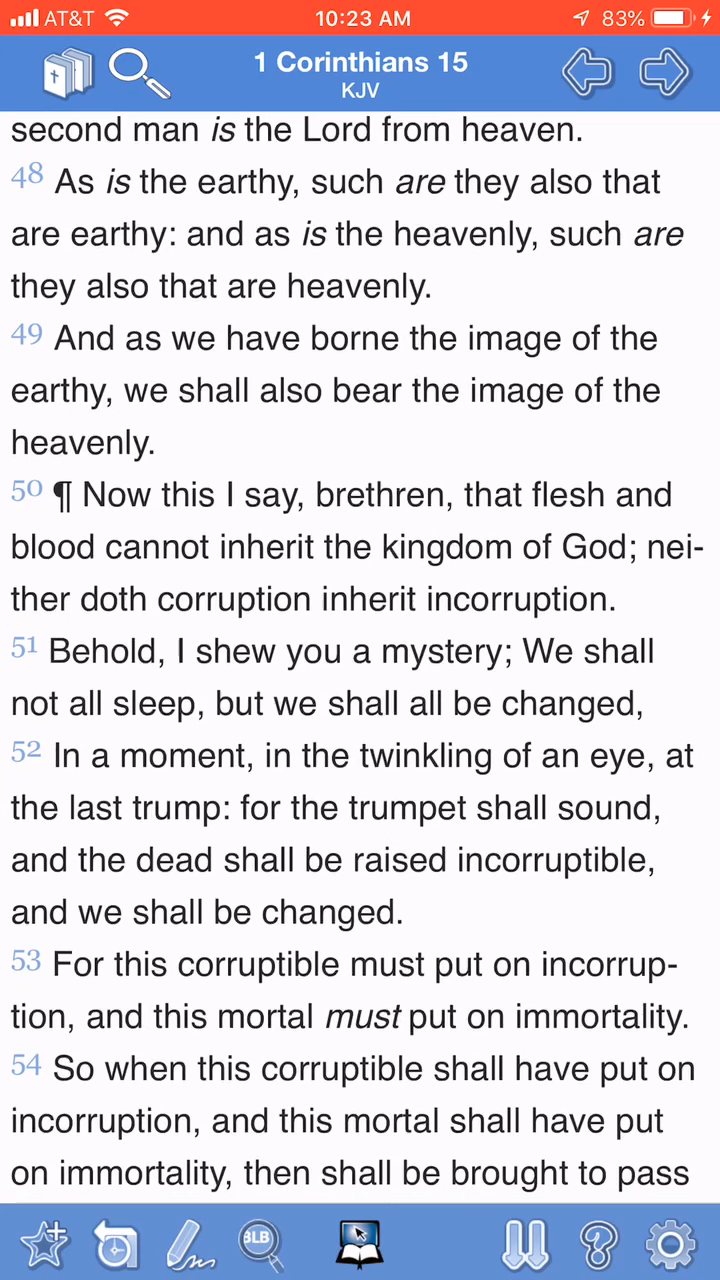 AT&T 10:23 AM 83%
1 Corinthians 15
KJV
second man is the Lord from heaven.
48 As is the earthy, such are they also that
are earthy: and as is the heavenly, such are
they also that are heavenly.
49 And as we have borne the image of the
earthy, we shall also bear the image of the
heavenly.
50 ¶ Now this I say, brethren, that flesh and
blood cannot inherit the kingdom of God; nei-
ther doth corruption inherit incorruption.
51 Behold, I shew you a mystery; We shall
not all sleep, but we shall all be changed,
52 In a moment, in the twinkling of an eye, at
the last trump: for the trumpet shall sound,
and the dead shall be raised incorruptible,
and we shall be changed.
53 For this corruptible must put on incorrup-
tion, and this mortal must put on immortality.
54 So when this corruptible shall have put on
incorruption, and this mortal shall have put
on immortality, then shall be brought to pass
BLB